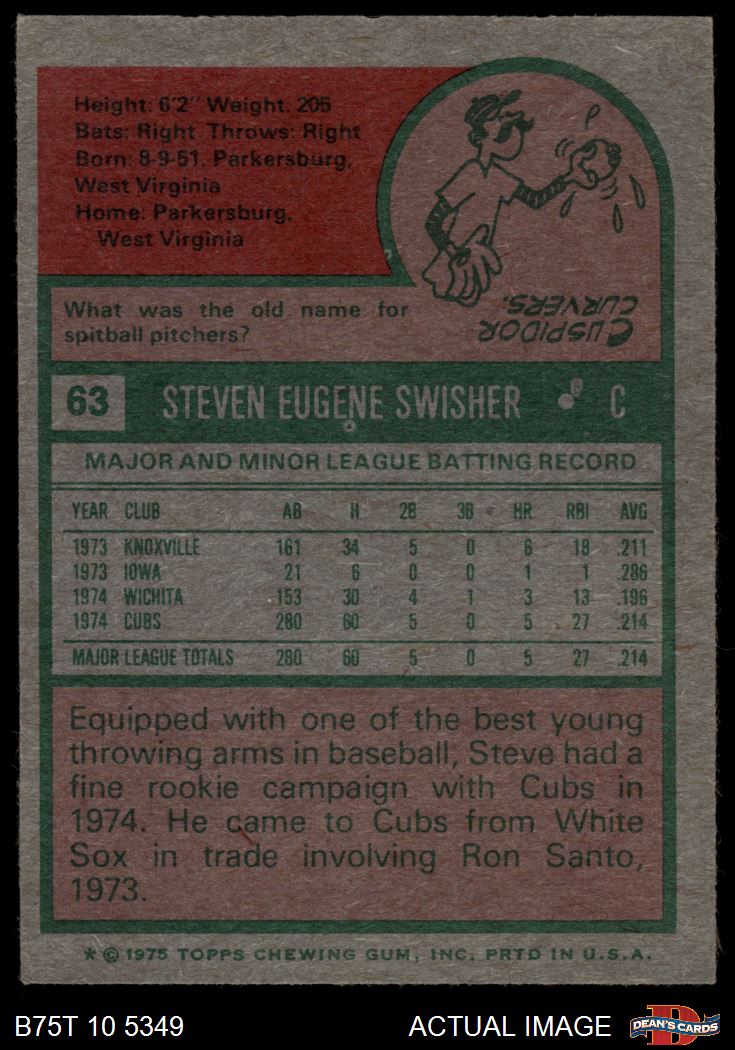 Height: 6'2" Weight: 205
Bats: Right Throws: Right
Born: 8-9-51, Parkersburg,
West Virginia
Home: Parkersburg,
West Virginia
What was the old name for
spitball pitchers?
CUSPIDOR
CURVERS.
63 STEVEN EUGENE SWISHER C
MAJOR AND MINOR LEAGUE BATTING RECORD
YEAR CLUB AB H 2B 3B HR RBI AVG
1973 KNOXVILLE 161 34 5 0 6 18 .211
1973 IOWA 21 6 0 0 1 1 .286
1974 WICHITA 153 30 4 1 3 13 .196
1974 CUBS 280 60 5 0 5 27 .214
MAJOR LEAGUE TOTALS 280 60 5 0 5 27 .214
Equipped with one of the best young
throwing arms in baseball, Steve had a
fine rookie campaign with Cubs in
1974. He came to Cubs from White
Sox in trade involving Ron Santo,
1973.
* © 1975 TOPPS CHEWING GUM, INC. PRTD IN U.S.A.
B75T 10 5349 ACTUAL IMAGE D DEAN'S CARDS